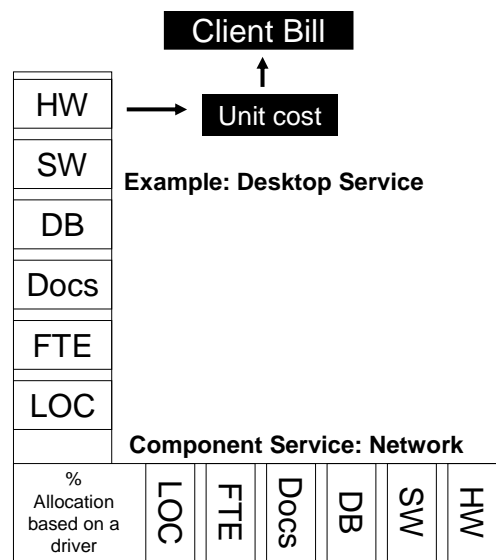 Client Bill
HW
Unit cost
SW
Example: Desktop Service
DB
Docs
FTE
LOC
Component Service: Network
%
Allocation
based on a
driver
LOC
FTE
Docs
DB
SW
HW